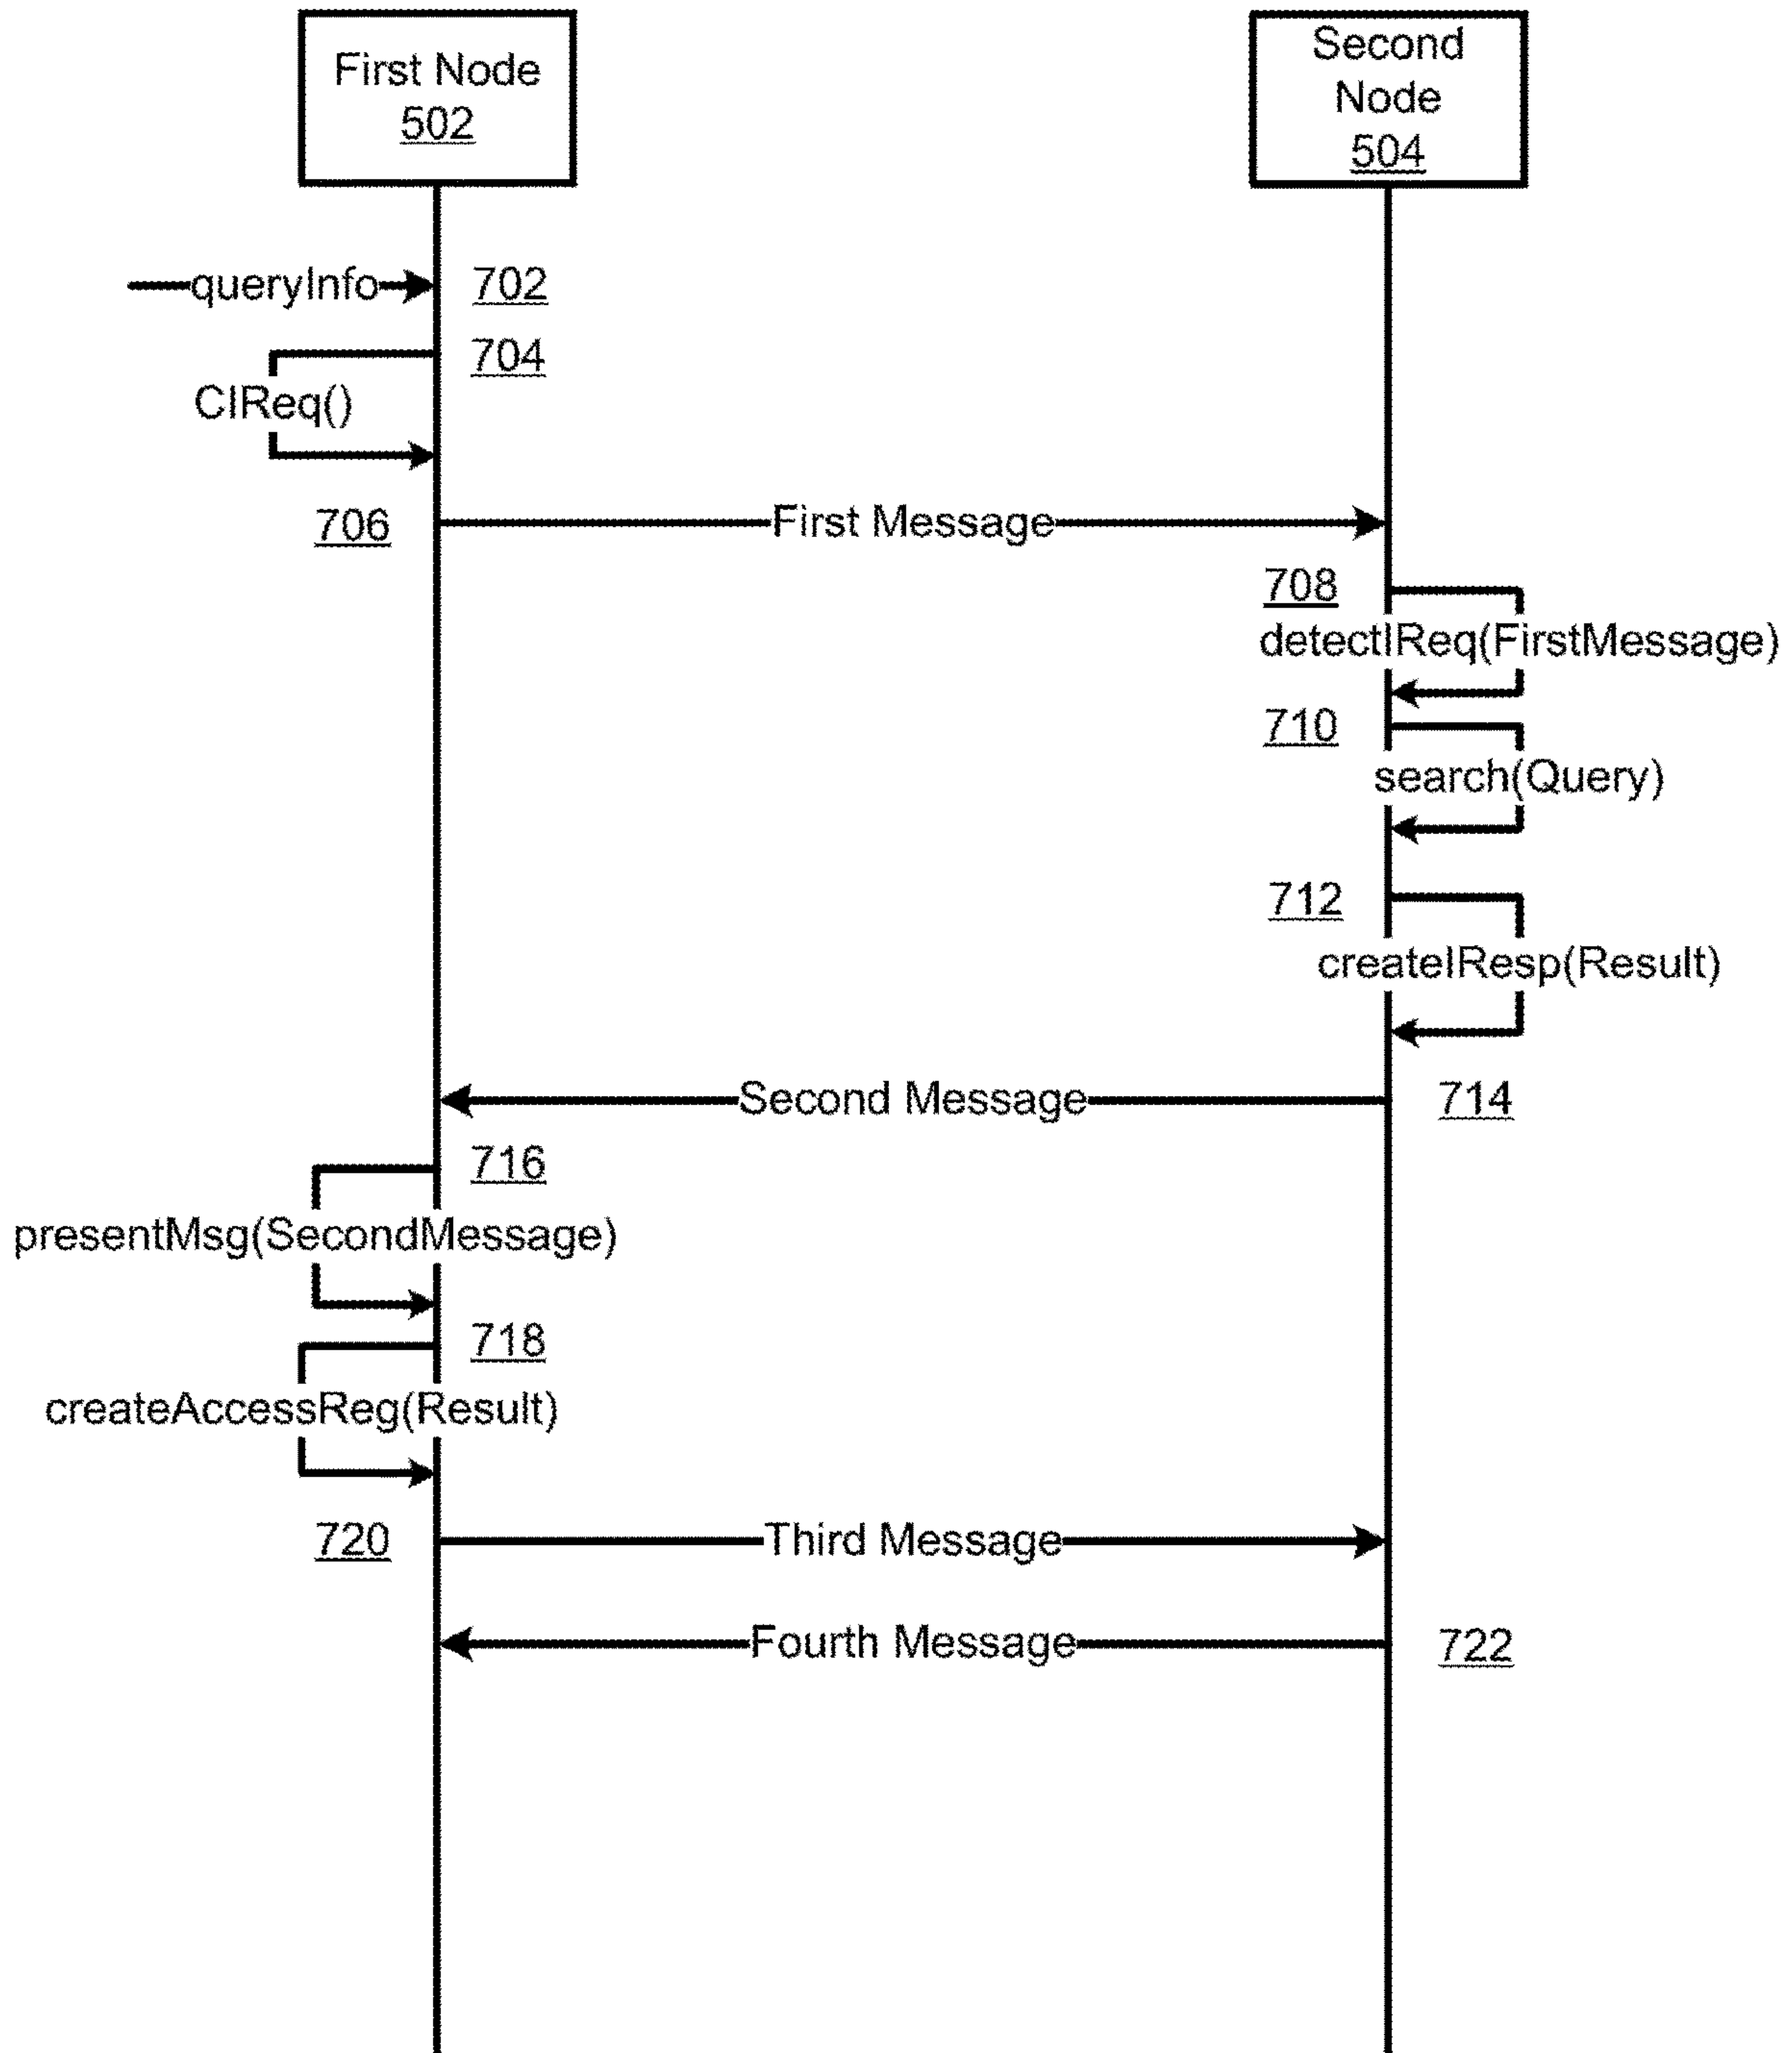 First Node
502
Second
Node
504
queryInfo
702
704
CIReq()
706
First Message
708
detectIReq(FirstMessage)
710
search(Query)
712
createIResp(Result)
Second Message
714
716
presentMsg(SecondMessage)
718
createAccessReg(Result)
720
Third Message
Fourth Message
722